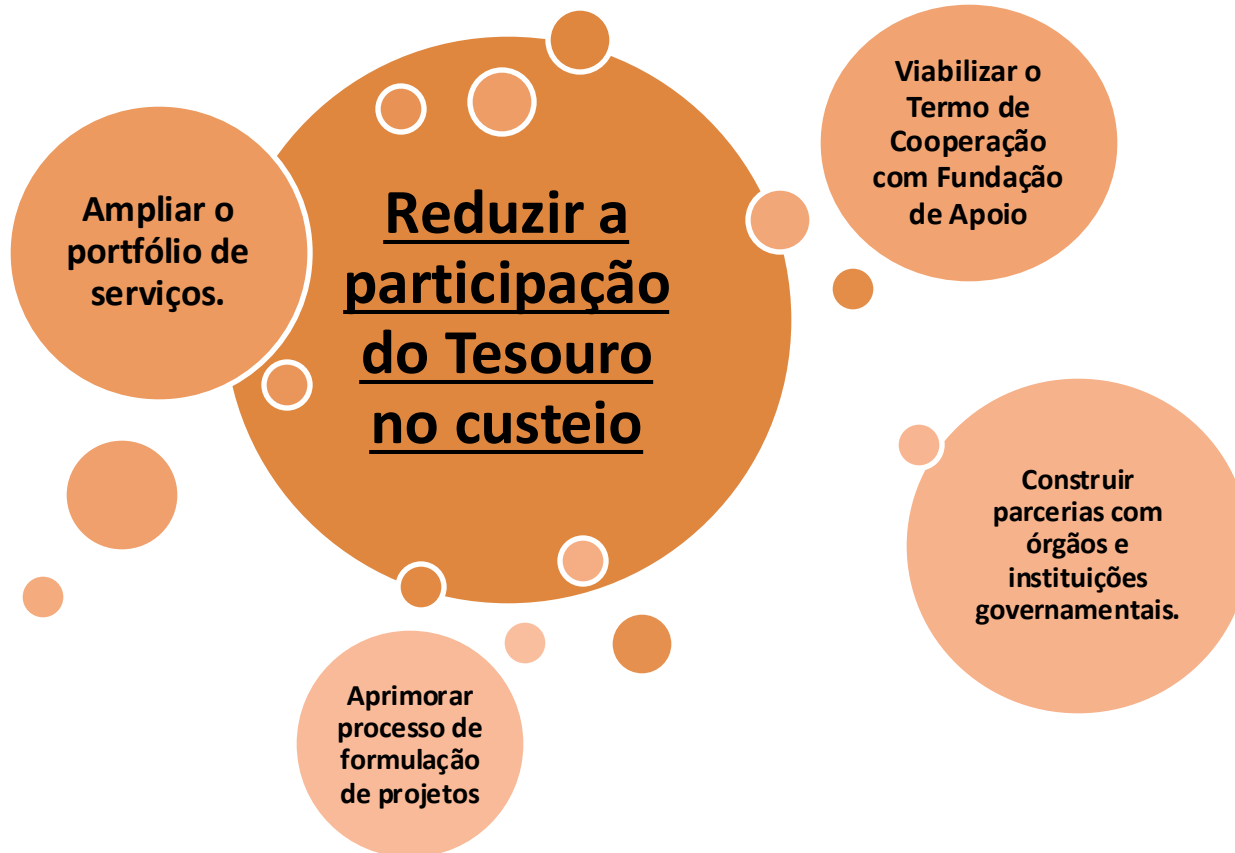 Reduzir a
participação
do Tesouro
no custeio
Ampliar o
portfólio de
serviços.
Viabilizar o
Termo de
Cooperação
com Fundação
de Apoio
Construir
parcerias com
órgãos e
instituições
governamentais.
Aprimorar
processo de
formulação
de projetos